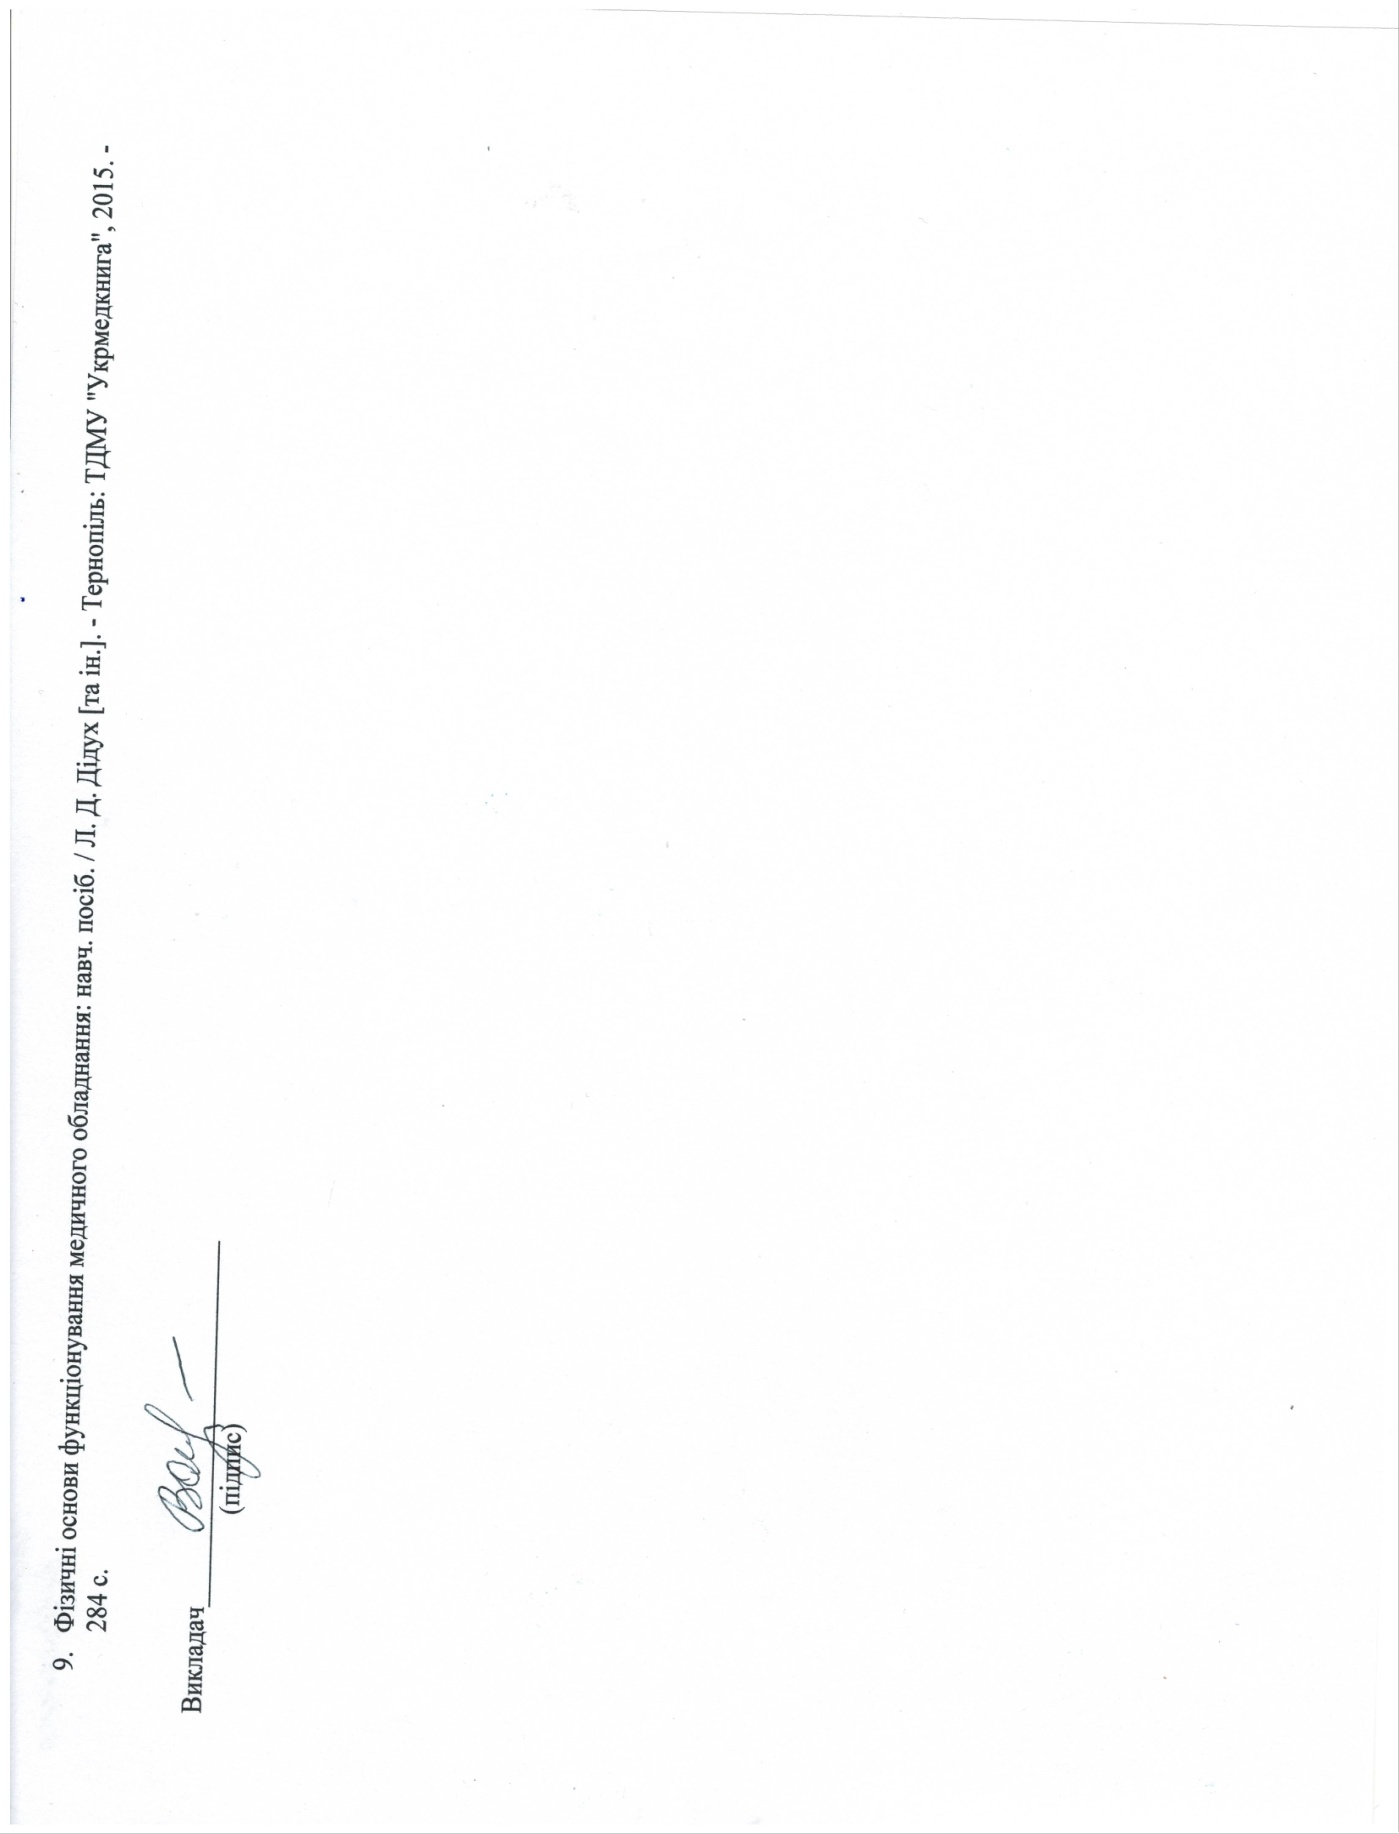 9. Фізичні основи функціонування медичного обладнання: навч. посіб. / Л. Д. Дідух [та ін.]. - Тернопіль: ТДМУ "Укрмедкнига", 2015. -
284 с.
Викладач
(підпис)